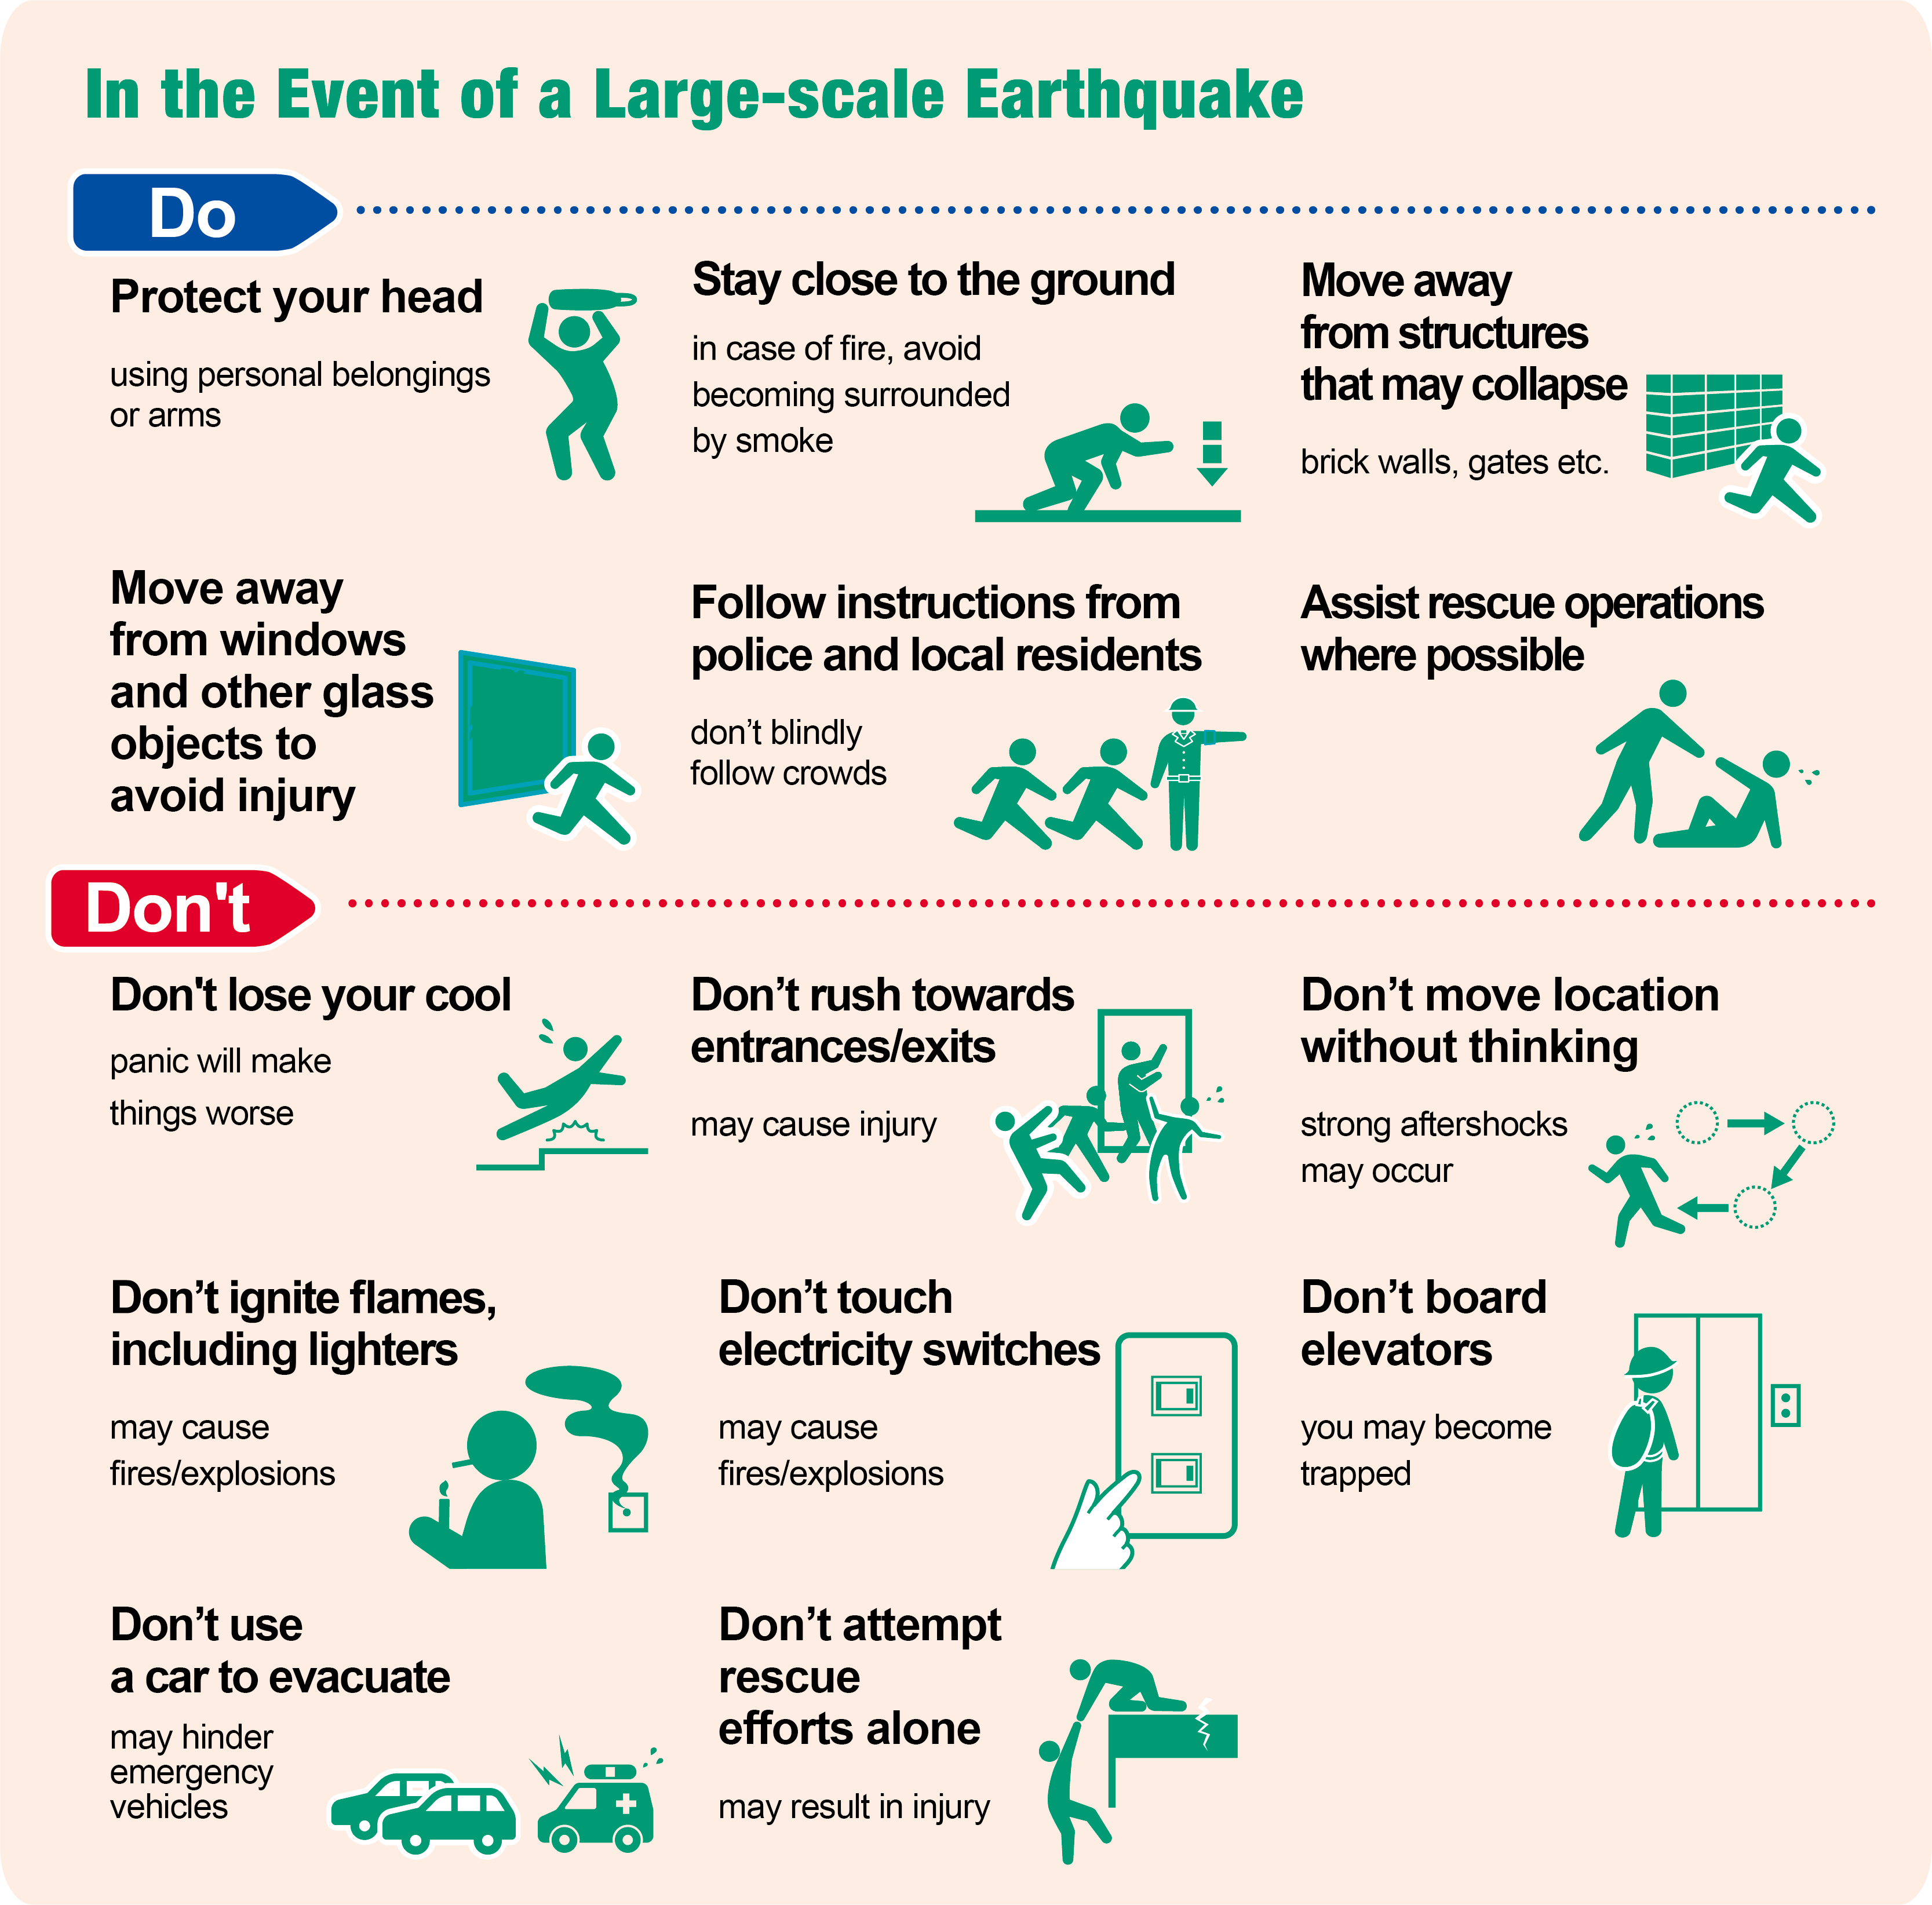 In the Event of a Large-scale Earthquake
Do
Protect your head
using personal belongings
or arms
Stay close to the ground
in case of fire, avoid
becoming surrounded
by smoke
Move away
from structures
that may collapse
brick walls, gates etc.
Move away
from windows
and other glass
objects to
avoid injury
Follow instructions from
police and local residents
don’t blindly
follow crowds
Assist rescue operations
where possible
Don't
Don't lose your cool
panic will make
things worse
Don’t rush towards
entrances/exits
may cause injury
Don’t move location
without thinking
strong aftershocks
may occur
Don’t ignite flames,
including lighters
may cause
fires/explosions
Don’t touch
electricity switches
may cause
fires/explosions
Don’t board
elevators
you may become
trapped
Don’t use
a car to evacuate
may hinder
emergency
vehicles
Don’t attempt
rescue
efforts alone
may result in injury